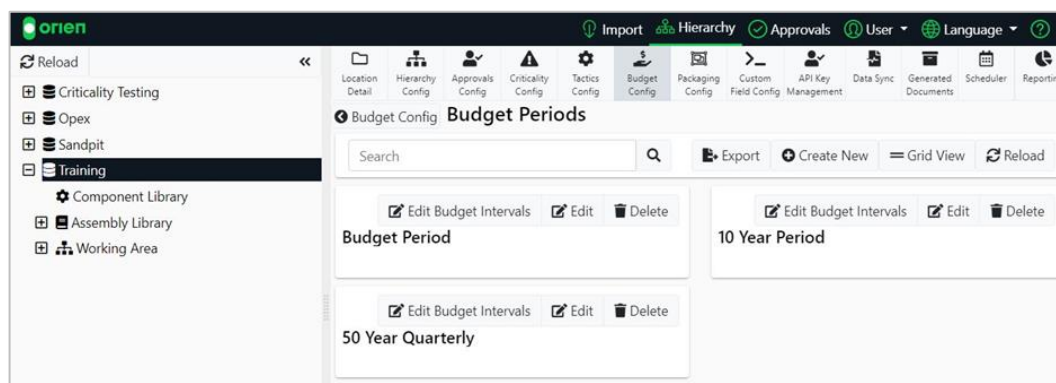 orien Import Hierarchy Approvals User Language
Reload
Criticality Testing
Opex
Sandpit
Training
Component Library
Assembly Library
Working Area
Location Detail Hierarchy Config Approvals Config Criticality Config Tactics Config Budget Config Packaging Config Custom Field Config API Key Management Data Sync Generated Documents Scheduler
Budget Config Budget Periods
Search Export Create New Grid View Reload
Edit Budget Intervals Edit Delete Edit Budget Intervals Edit Delete
Budget Period 10 Year Period
Edit Budget Intervals Edit Delete
50 Year Quarterly